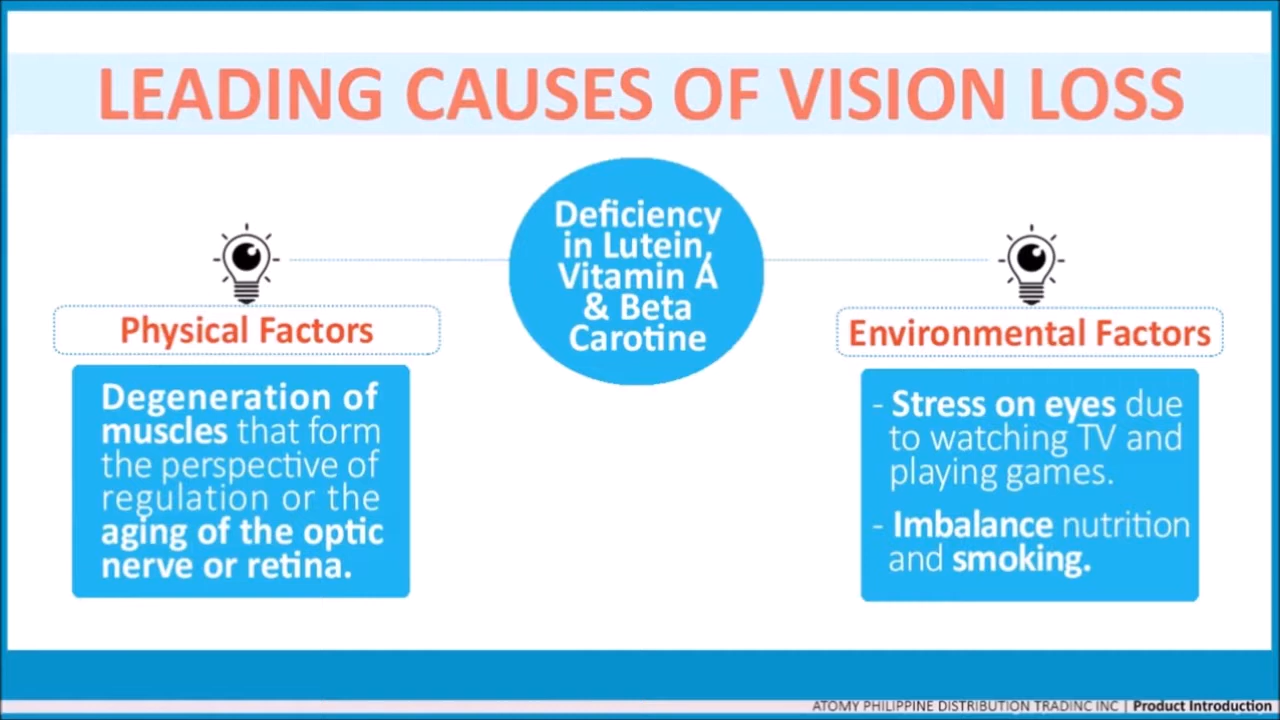 LEADING CAUSES OF VISION LOSS
Deficiency
in Lutein,
Vitamin A
& Beta
Carotine
Physical Factors
Degeneration of
muscles that form
the perspective of
regulation or the
aging of the optic
nerve or retina.
Environmental Factors
- Stress on eyes due
to watching TV and
playing games.
- Imbalance nutrition
and smoking.
ATOMY PHILIPPINE DISTRIBUTION TRADINC INC | Product Introduction